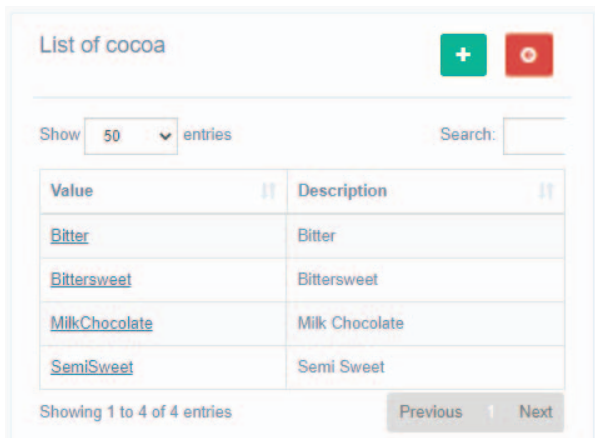 List of cocoa
Show 50 entries Search:
Value Description
Bitter Bitter
Bittersweet Bittersweet
MilkChocolate Milk Chocolate
SemiSweet Semi Sweet
Showing 1 to 4 of 4 entries Previous 1 Next